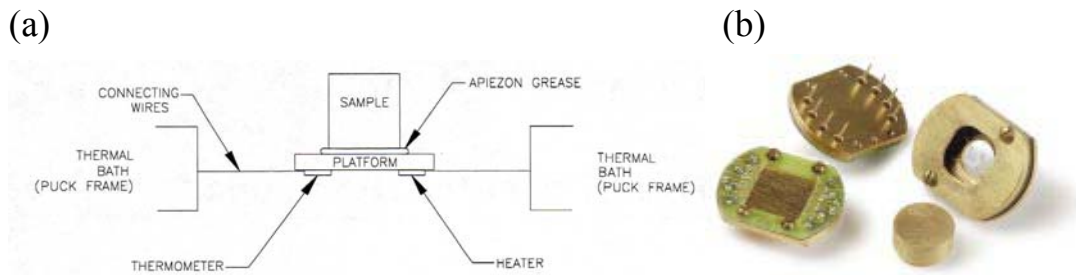 (a)
(b)
CONNECTING
WIRES
SAMPLE
APIEZON GREASE
THERMAL
BATH
(PUCK FRAME)
PLATFORM
THERMAL
BATH
(PUCK FRAME)
THERMOMETER
HEATER